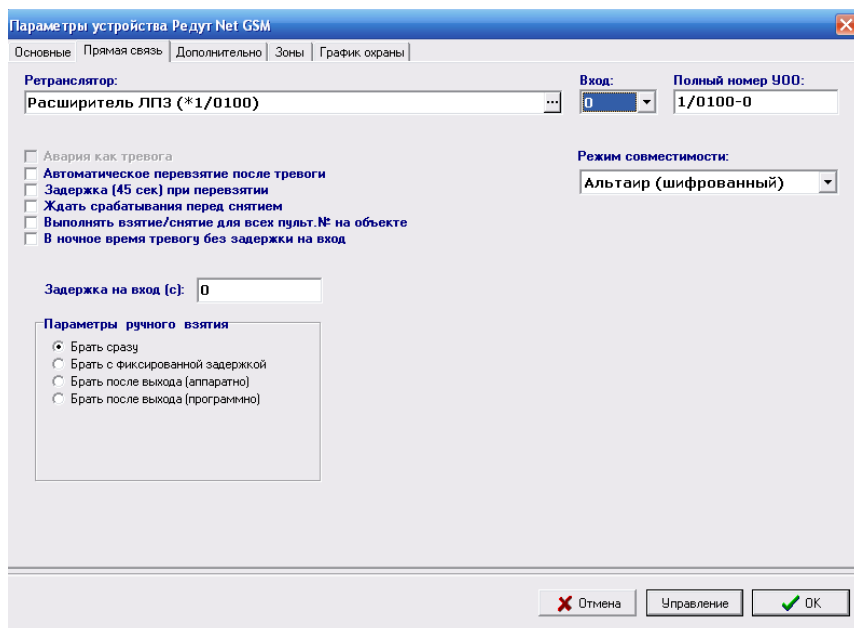 Параметры устройства Редут Net GSM
Основные Прямая связь Дополнительно Зоны График охраны
Ретранслятор: Вход: Полный номер УОО:
Расширитель ЛПЗ (*1/0100) ... 0 1/0100-0
Авария как тревога Режим совместимости:
Автоматическое перевзятие после тревоги
Задержка (45 сек) при перевзятии Альтаир (шифрованный)
Ждать срабатывания перед снятием
Выполнять взятие/снятие для всех пульт.№ на объекте
В ночное время тревогу без задержки на вход
Задержка на вход (с): 0
Параметры ручного взятия
Брать сразу
Брать с фиксированной задержкой
Брать после выхода (аппаратно)
Брать после выхода (программно)
Отмена Управление OK